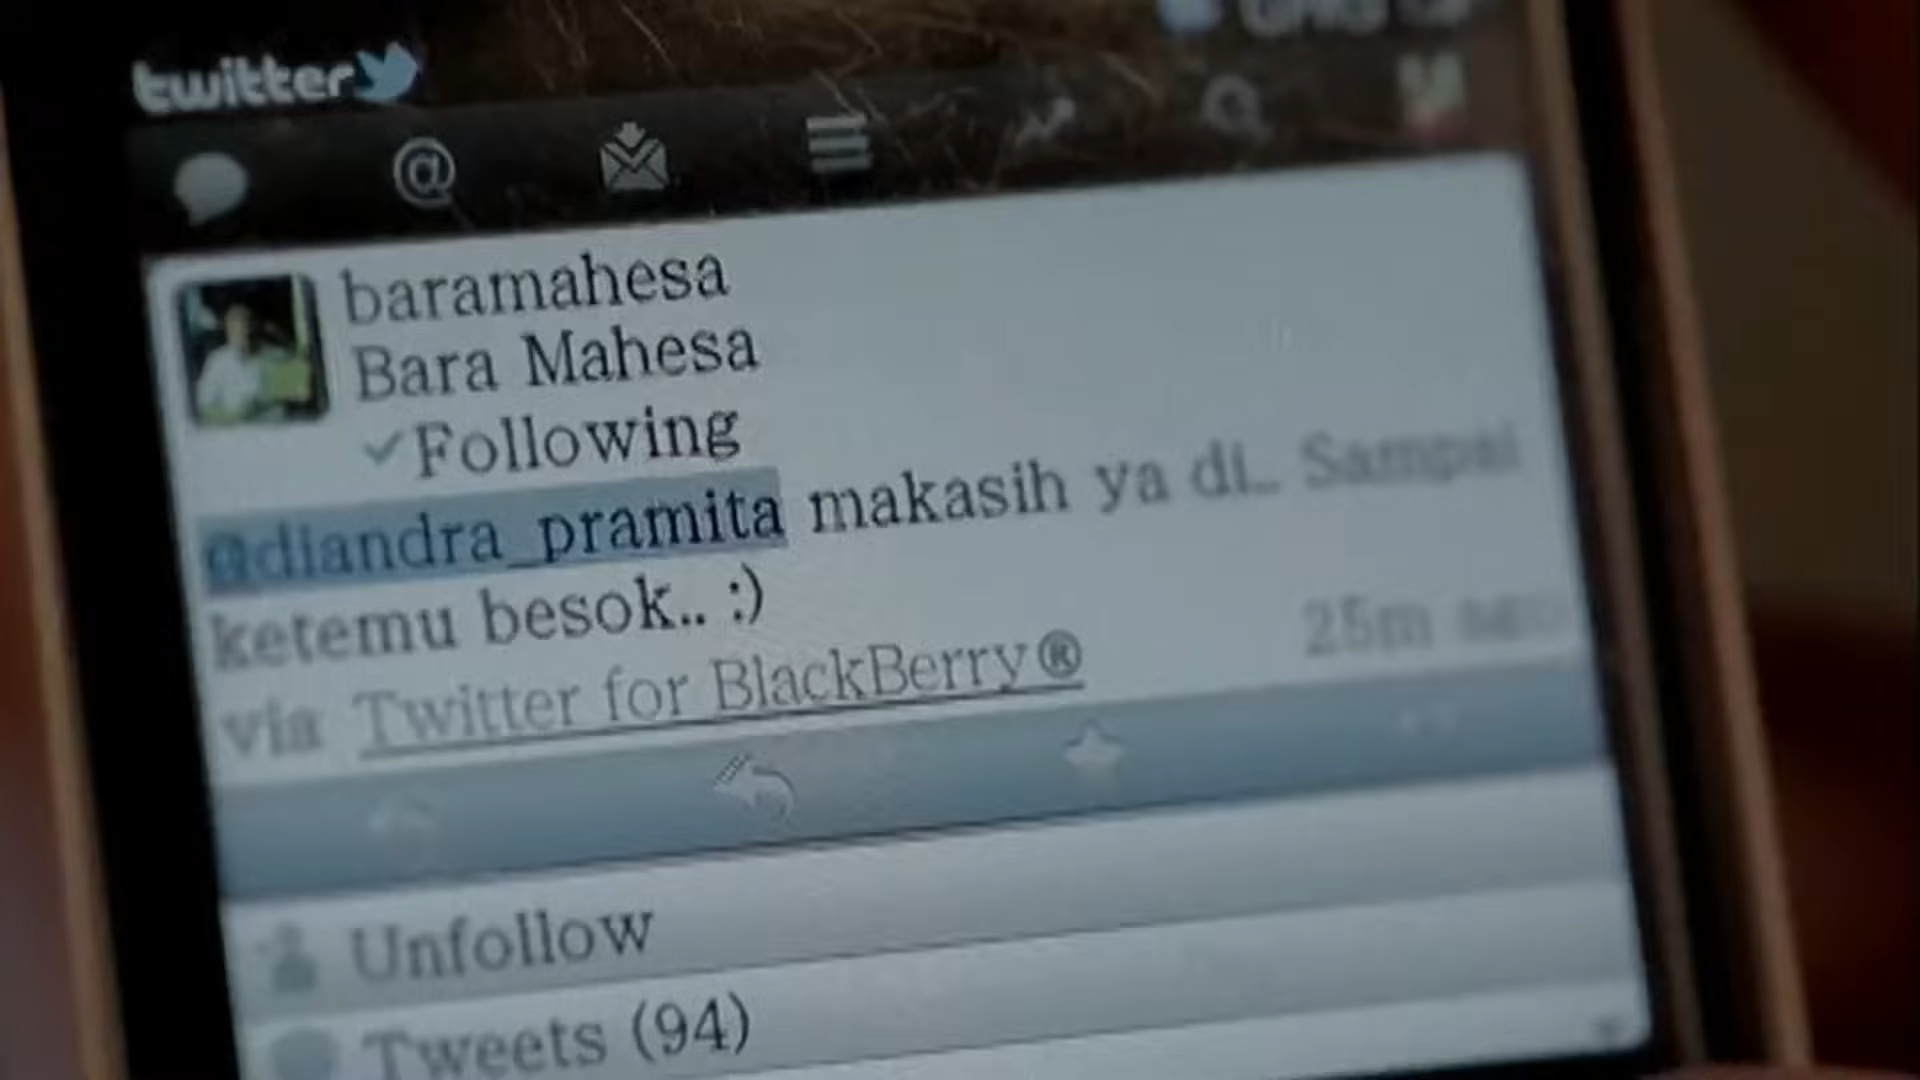 twitter
baramahesa
Bara Mahesa
✓Following
@diandra_pramita makasih ya di.. Sampai
ketemu besok.. :)
via Twitter for BlackBerry® 25m ago
Unfollow
Tweets (94)